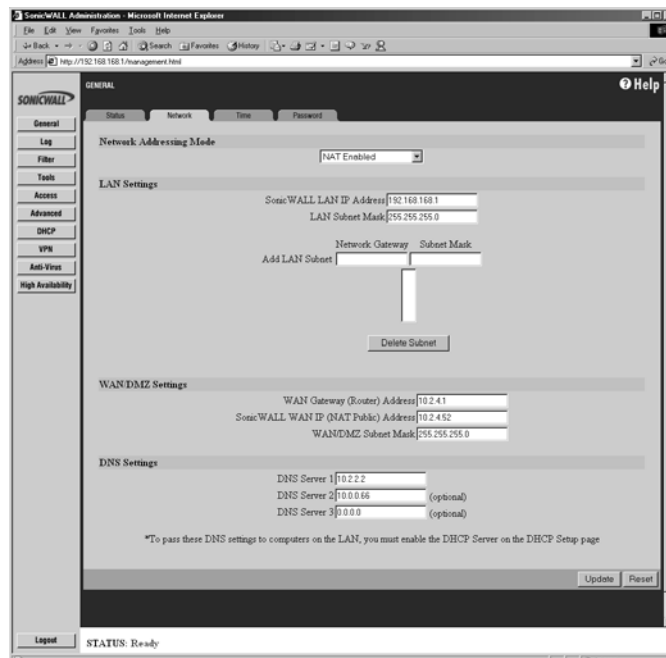 SonicWALL Administration - Microsoft Internet Explorer
File Edit View Favorites Tools Help
Back Search Favorites History
Address http://192.168.168.1/management.html
SONICWALL
GENERAL
Help
Status Network Time Password
General
Log
Filter
Tools
Access
Advanced
DHCP
VPN
Anti-Virus
High Availability
Network Addressing Mode
NAT Enabled
LAN Settings
SonicWALL LAN IP Address 192.168.168.1
LAN Subnet Mask 255.255.255.0
Network Gateway Subnet Mask
Add LAN Subnet
Delete Subnet
WAN/DMZ Settings
WAN Gateway (Router) Address 10.2.4.1
SonicWALL WAN IP (NAT Public) Address 10.2.4.52
WAN/DMZ Subnet Mask 255.255.255.0
DNS Settings
DNS Server 1 10.2.2.2
DNS Server 2 10.0.0.66 (optional)
DNS Server 3 0.0.0.0 (optional)
*To pass these DNS settings to computers on the LAN, you must enable the DHCP Server on the DHCP Setup page
Update Reset
Logout
STATUS: Ready